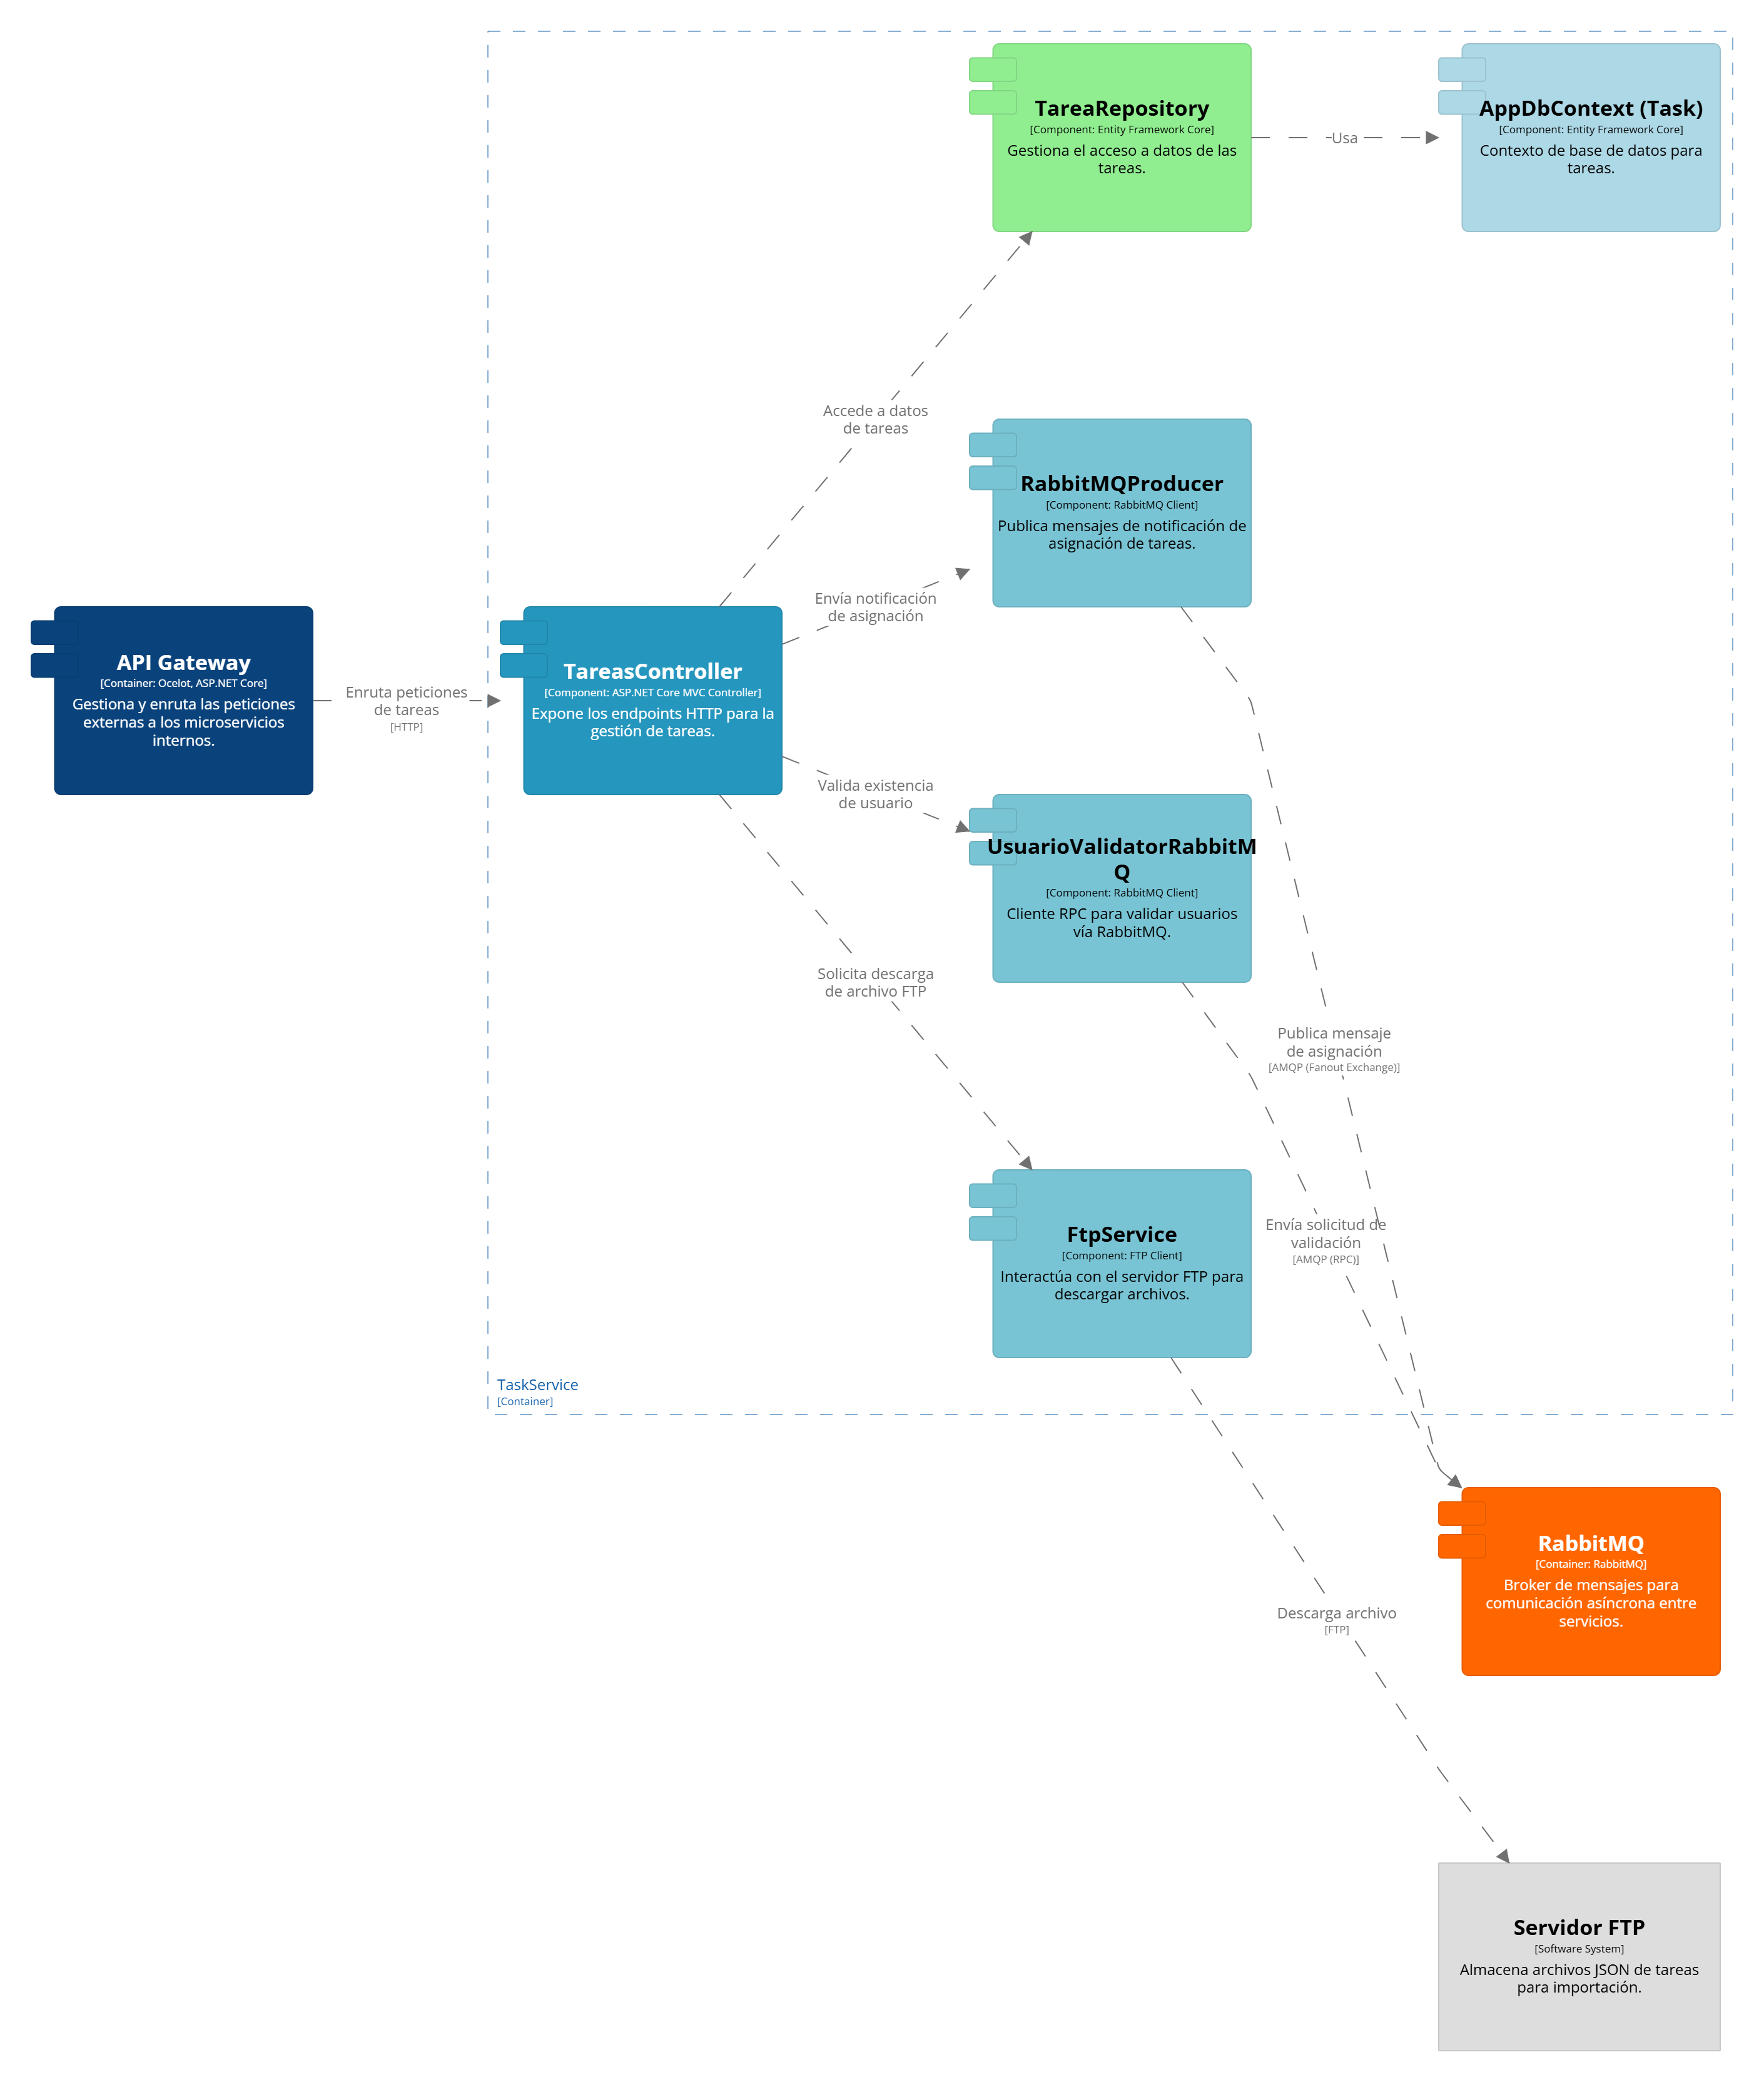 TareaRepository
[Component: Entity Framework Core]
Gestiona el acceso a datos de las
tareas.
Usa
AppDbContext (Task)
[Component: Entity Framework Core]
Contexto de base de datos para
tareas.
Accede a datos
de tareas
RabbitMQProducer
[Component: RabbitMQ Client]
Publica mensajes de notificación de
asignación de tareas.
Envía notificación
de asignación
API Gateway
[Container: Ocelot, ASP.NET Core]
Gestiona y enruta las peticiones
externas a los microservicios
internos.
Enruta peticiones
de tareas
[HTTP]
TareasController
[Component: ASP.NET Core MVC Controller]
Expone los endpoints HTTP para la
gestión de tareas.
Valida existencia
de usuario
UsuarioValidatorRabbitM
Q
[Component: RabbitMQ Client]
Cliente RPC para validar usuarios
vía RabbitMQ.
Solicita descarga
de archivo FTP
Publica mensaje
de asignación
[AMQP (Fanout Exchange)]
FtpService
[Component: FTP Client]
Interactúa con el servidor FTP para
descargar archivos.
Envía solicitud de
validación
[AMQP (RPC)]
TaskService
[Container]
RabbitMQ
[Container: RabbitMQ]
Broker de mensajes para
comunicación asíncrona entre
servicios.
Descarga archivo
[FTP]
Servidor FTP
[Software System]
Almacena archivos JSON de tareas
para importación.